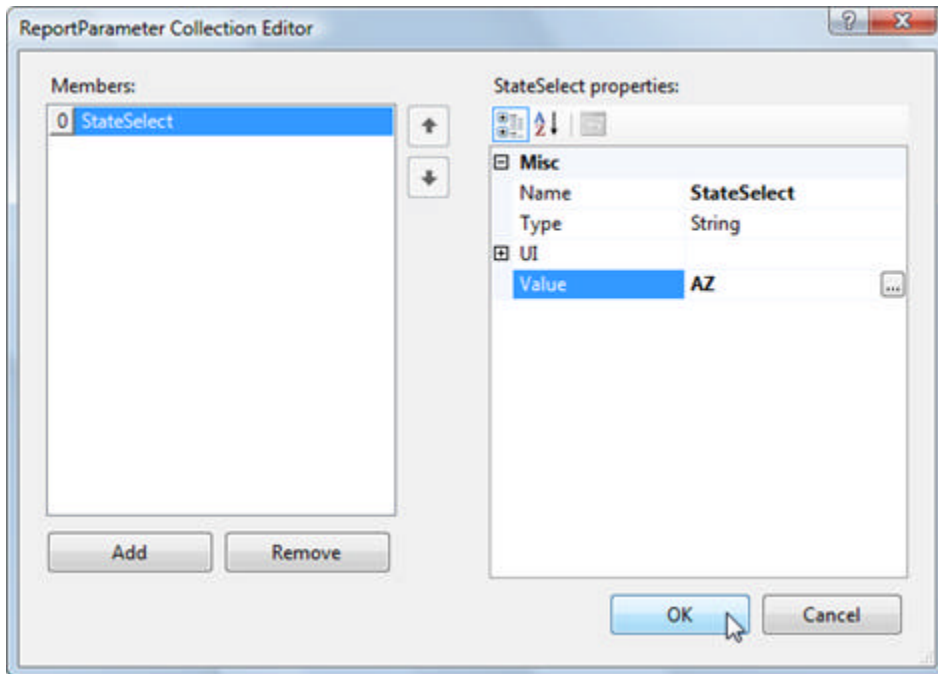 ReportParameter Collection Editor
?
Members:
0 StateSelect
Add
Remove
StateSelect properties:
A
Z
Misc
Name StateSelect
Type String
UI
Value AZ ...
OK
Cancel